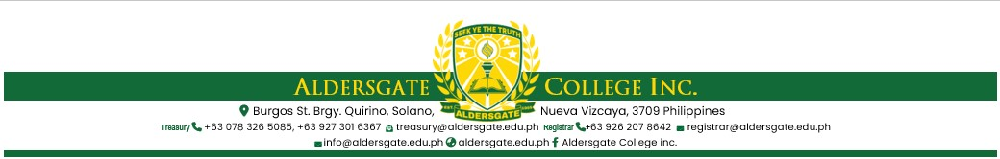 SEEK YE THE TRUTH
ALDERSGATE COLLEGE INC.
ALDERSGATE
Burgos St. Brgy. Quirino, Solano, Nueva Vizcaya, 3709 Philippines
Treasury +63 078 326 5085, +63 927 301 6367 treasury@aldersgate.edu.ph Registrar +63 926 207 8642 registrar@aldersgate.edu.ph
info@aldersgate.edu.ph aldersgate.edu.ph Aldersgate College inc.